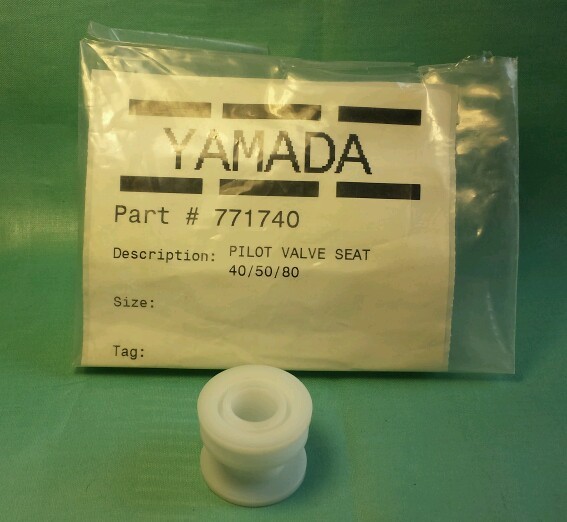 YAMADA
Part # 771740
Description: PILOT VALVE SEAT
40/50/80
Size:
Tag: